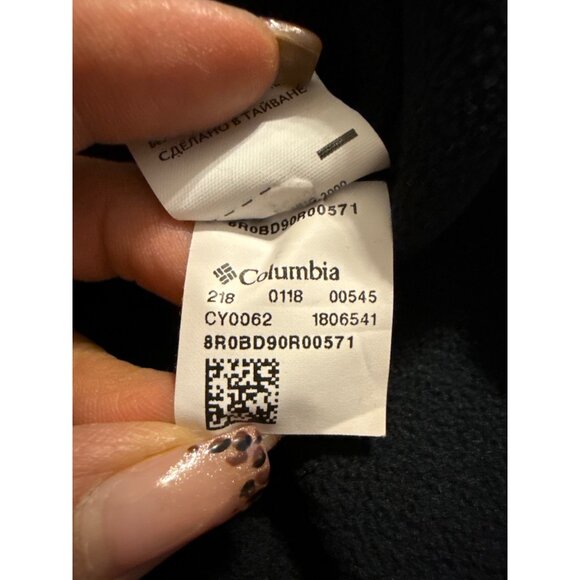 СДЕЛАНО В ТАЙВАНЕ
8R0BD90R00571
Columbia
218 0118 00545
CY0062 1806541
8R0BD90R00571